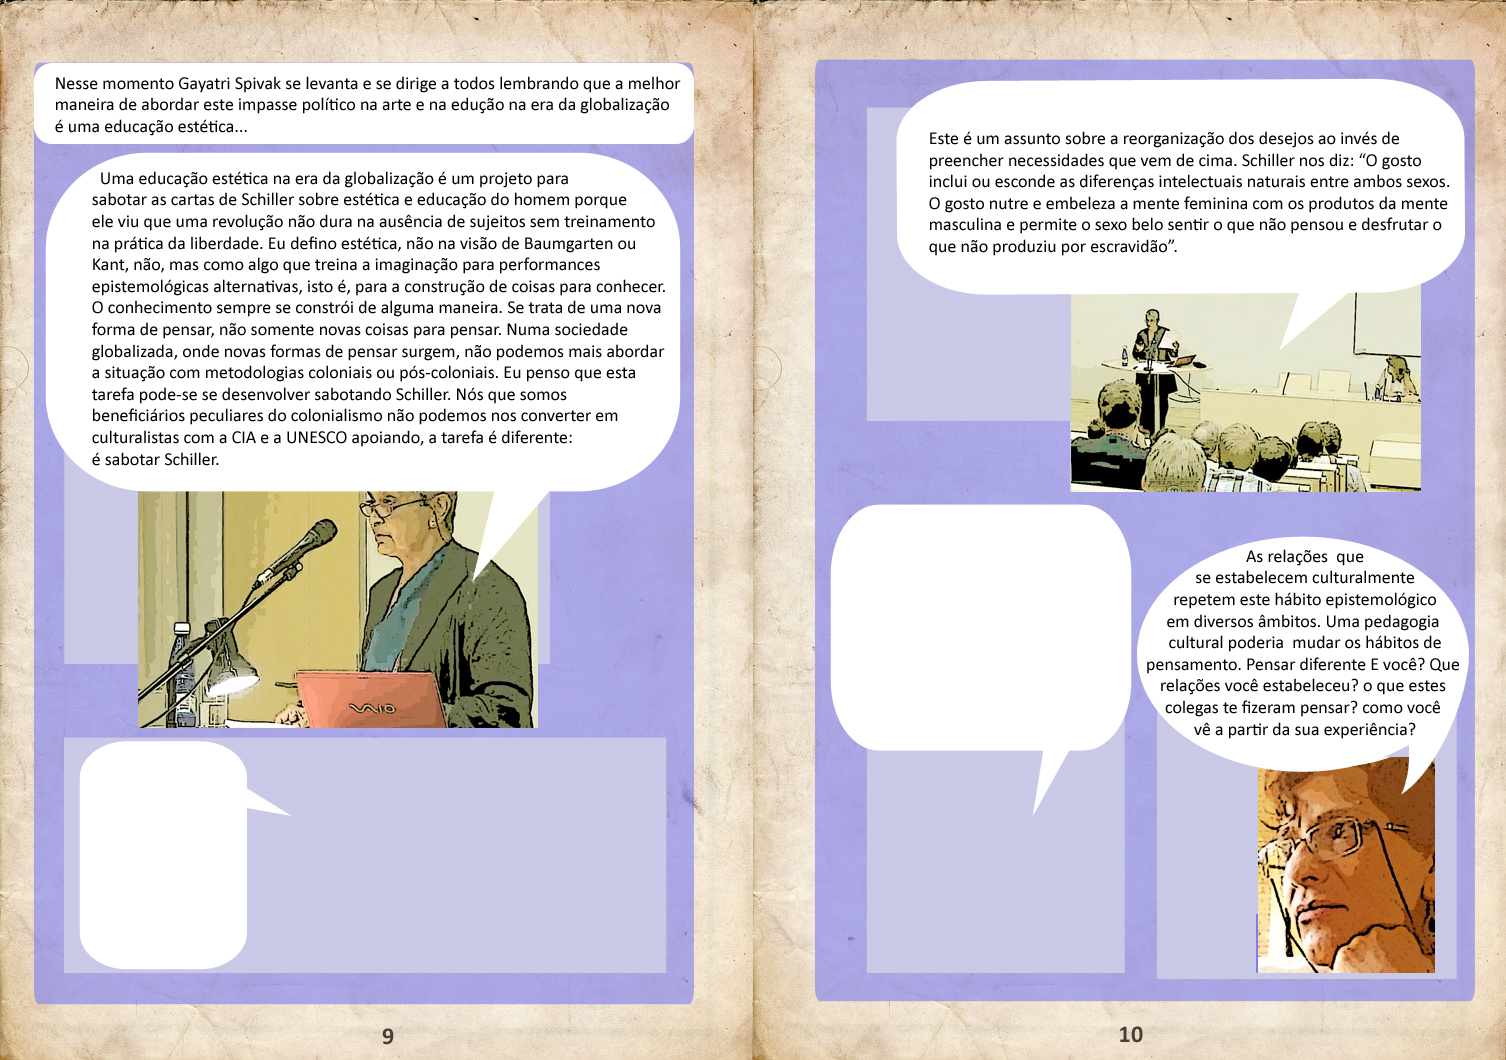 Nesse momento Gayatri Spivak se levanta e se dirige a todos lembrando que a melhor
maneira de abordar este impasse político na arte e na edução na era da globalização
é uma educação estética...
Uma educação estética na era da globalização é um projeto para
sabotar as cartas de Schiller sobre estética e educação do homem porque
ele viu que uma revolução não dura na ausência de sujeitos sem treinamento
na prática da liberdade. Eu defino estética, não na visão de Baumgarten ou
Kant, não, mas como algo que treina a imaginação para performances
epistemológicas alternativas, isto é, para a construção de coisas para conhecer.
O conhecimento sempre se constrói de alguma maneira. Se trata de uma nova
forma de pensar, não somente novas coisas para pensar. Numa sociedade
globalizada, onde novas formas de pensar surgem, não podemos mais abordar
a situação com metodologias coloniais ou pós-coloniais. Eu penso que esta
tarefa pode-se se desenvolver sabotando Schiller. Nós que somos
beneficiários peculiares do colonialismo não podemos nos converter em
culturalistas com a CIA e a UNESCO apoiando, a tarefa é diferente:
é sabotar Schiller.
VAIO
9
Este é um assunto sobre a reorganização dos desejos ao invés de
preencher necessidades que vem de cima. Schiller nos diz: “O gosto
inclui ou esconde as diferenças intelectuais naturais entre ambos sexos.
O gosto nutre e embeleza a mente feminina com os produtos da mente
masculina e permite o sexo belo sentir o que não pensou e desfrutar o
que não produziu por escravidão”.
As relações  que
se estabelecem culturalmente
repetem este hábito epistemológico
em diversos âmbitos. Uma pedagogia
cultural poderia  mudar os hábitos de
pensamento. Pensar diferente E você? Que
relações você estabeleceu? o que estes
colegas te fizeram pensar? como você
vê a partir da sua experiência?
10